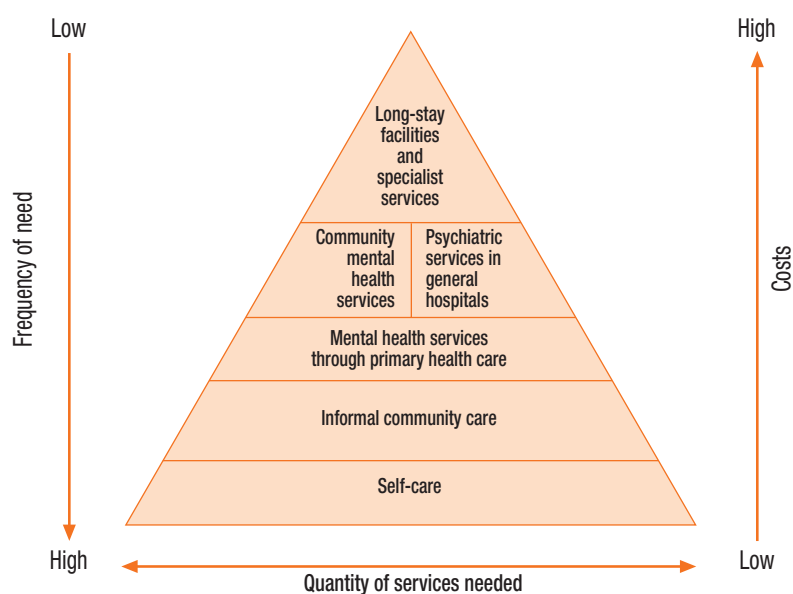 Low
High
Long-stay
facilities
and
specialist
services
Community
mental
health
services
Psychiatric
services in
general
hospitals
Mental health services
through primary health care
Informal community care
Self-care
Frequency of need
Costs
High
Low
Quantity of services needed